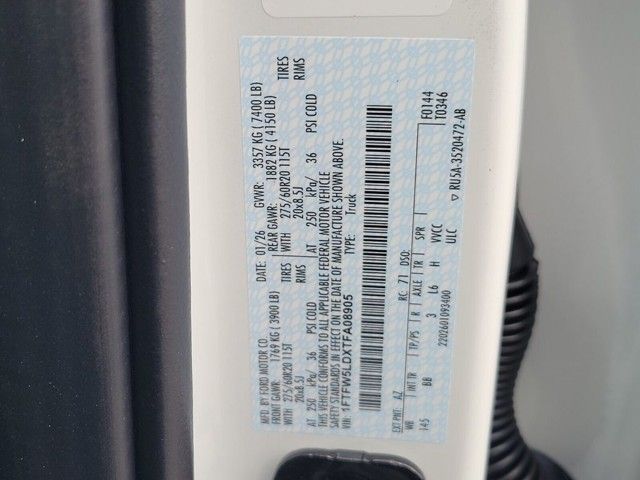 MFD. BY FORD MOTOR CO.
DATE: 01/26 GVWR: 3357 KG (7400 LB)
FRONT GAWR: 1769 KG (3900 LB) REAR GAWR: 1882 KG (4150 LB)
275/60R20 115T TIRES WITH 275/60R20 115T TIRES
20x8.5J RIMS 20x8.5J RIMS
AT 250 kPa/ 36 PSI COLD AT 250 kPa/ 36 PSI COLD
THIS VEHICLE CONFORMS TO ALL APPLICABLE FEDERAL MOTOR VEHICLE
SAFETY STANDARDS IN EFFECT ON THE DATE OF MANUFACTURE SHOWN ABOVE.
VIN: 1FTFW5LDXTFA08905 TYPE: Truck
F0144
T0346
EXT PNT: AZ RC: 71 DSO:
WB INT TR TP/PS R AXLE TR SPR
145 BB 3 L6 H VVCC
ULC
2202601093400
RU5A-3520472-AB